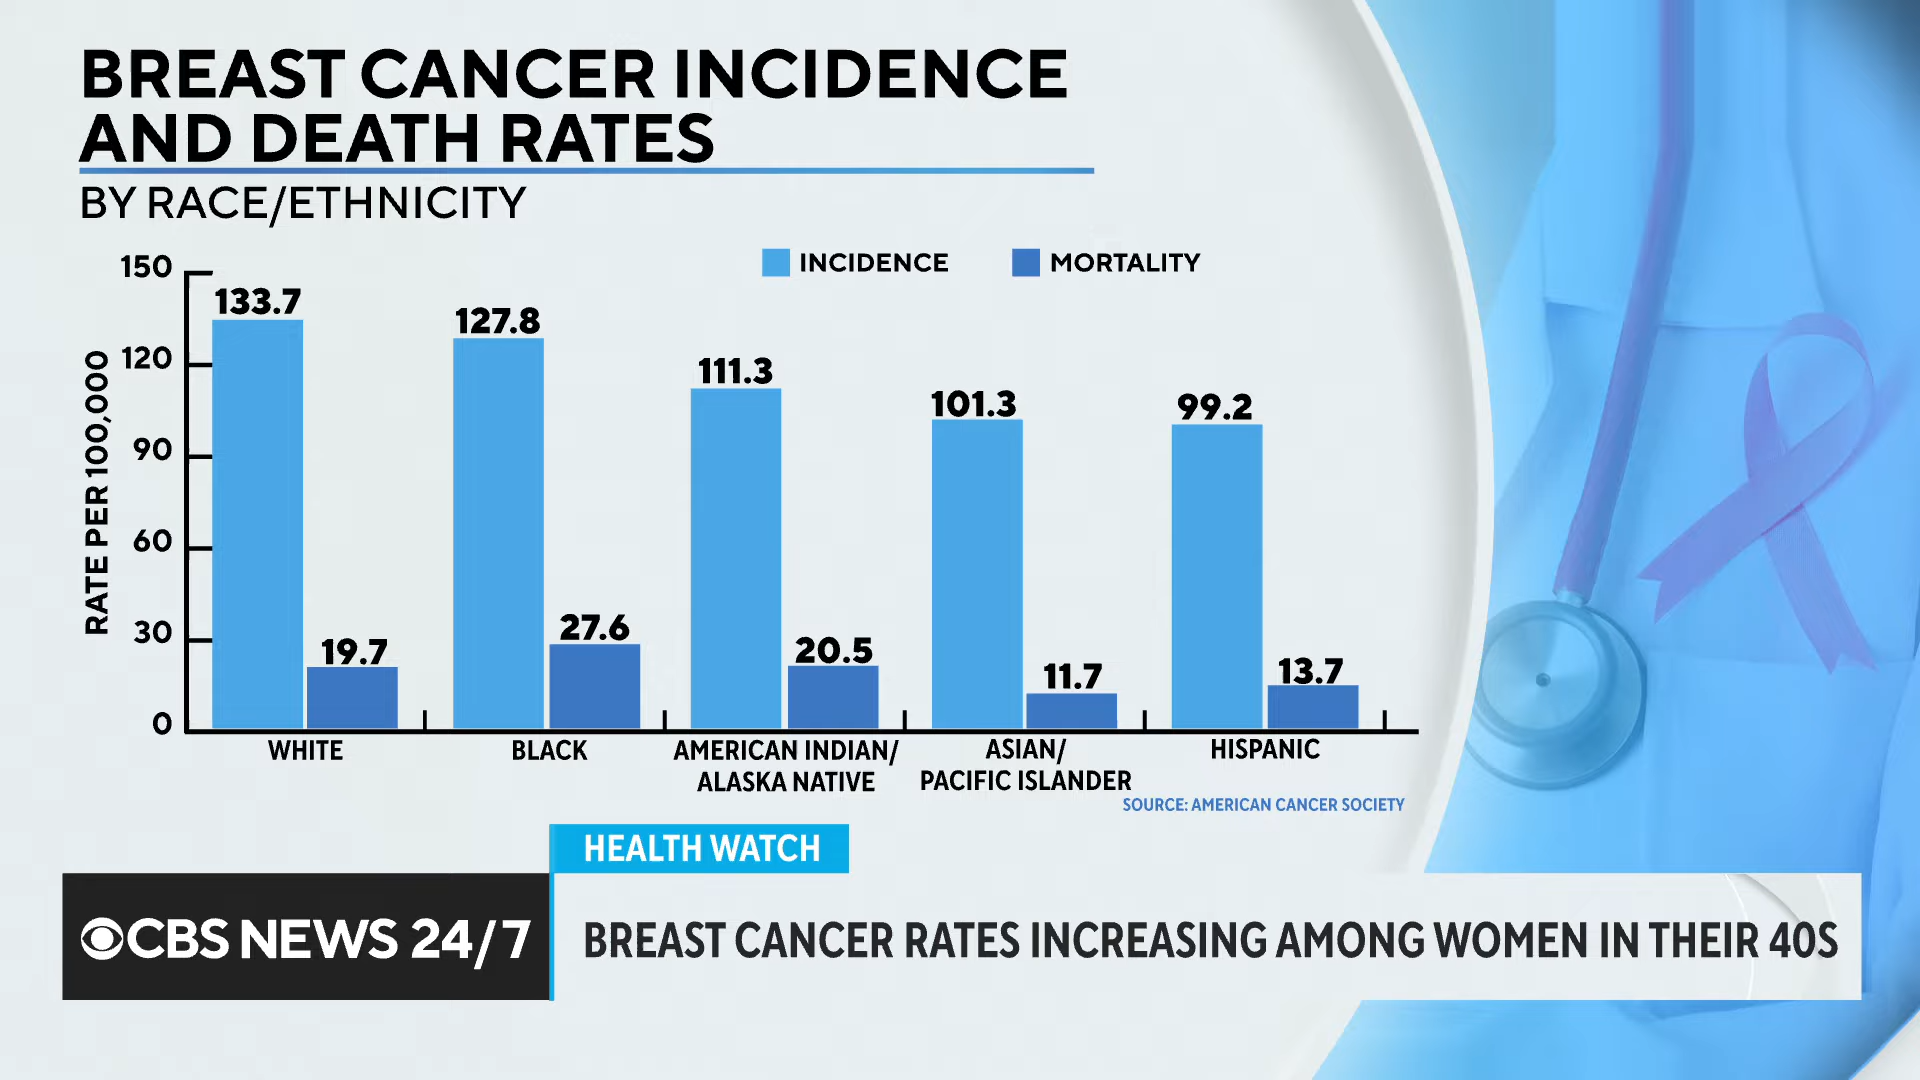 BREAST CANCER INCIDENCE
AND DEATH RATES
BY RACE/ETHNICITY
INCIDENCE
MORTALITY
RATE PER 100,000
150
120
90
60
30
0
133.7
19.7
127.8
27.6
111.3
20.5
101.3
11.7
99.2
13.7
WHITE
BLACK
AMERICAN INDIAN/
ALASKA NATIVE
ASIAN/
PACIFIC ISLANDER
HISPANIC
SOURCE: AMERICAN CANCER SOCIETY
HEALTH WATCH
CBS NEWS 24/7
BREAST CANCER RATES INCREASING AMONG WOMEN IN THEIR 40S